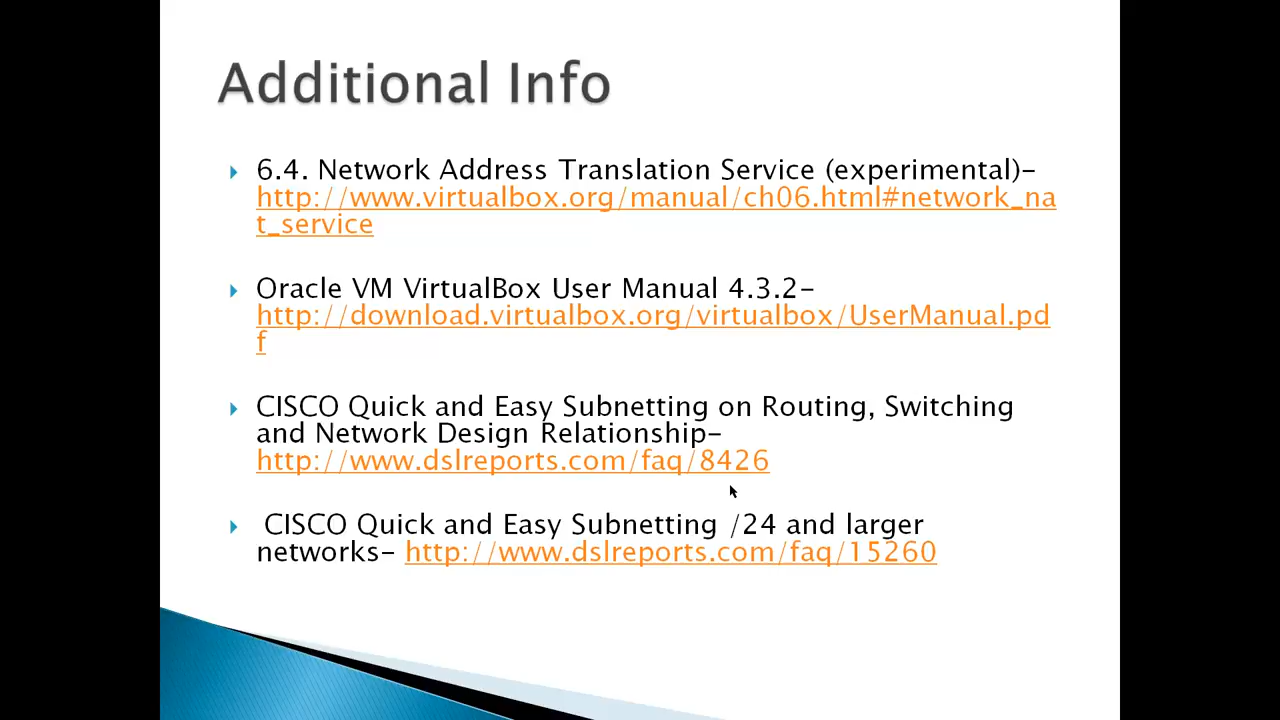 Additional Info
6.4. Network Address Translation Service (experimental)-
http://www.virtualbox.org/manual/ch06.html#network_na
t_service
Oracle VM VirtualBox User Manual 4.3.2-
http://download.virtualbox.org/virtualbox/UserManual.pd
f
CISCO Quick and Easy Subnetting on Routing, Switching
and Network Design Relationship-
http://www.dslreports.com/faq/8426
CISCO Quick and Easy Subnetting /24 and larger
networks- http://www.dslreports.com/faq/15260